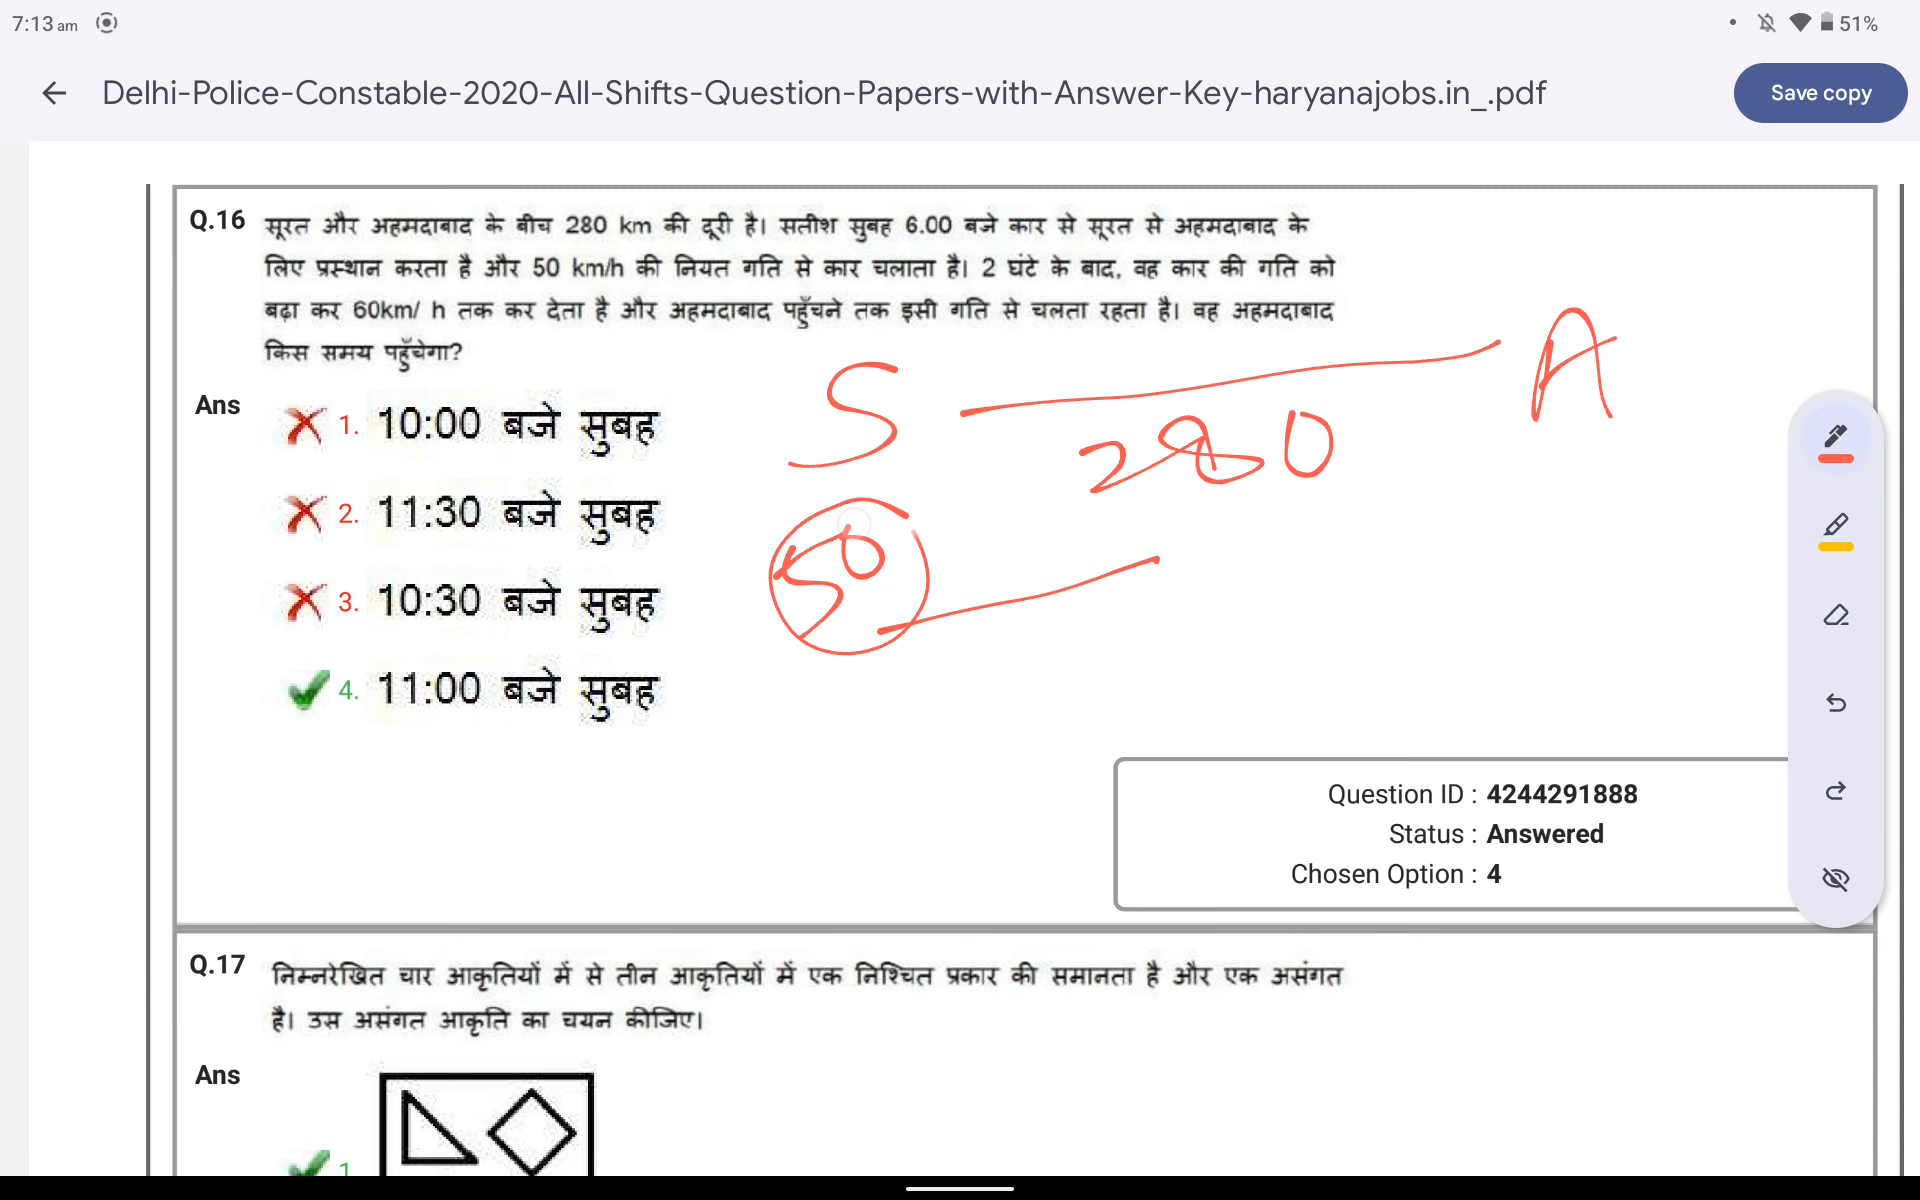 7:13 am
51%
Delhi-Police-Constable-2020-All-Shifts-Question-Papers-with-Answer-Key-haryanajobs.in_.pdf
Save copy
Q.16 सूरत और अहमदाबाद के बीच 280 km की दूरी है। सतीश सुबह 6.00 बजे कार से सूरत से अहमदाबाद के
लिए प्रस्थान करता है और 50 km/h की नियत गति से कार चलाता है। 2 घंटे के बाद, वह कार की गति को
बढ़ा कर 60km/ h तक कर देता है और अहमदाबाद पहुँचने तक इसी गति से चलता रहता है। वह अहमदाबाद
किस समय पहुँचेगा?
S A
280
50
Ans 1. 10:00 बजे सुबह
2. 11:30 बजे सुबह
3. 10:30 बजे सुबह
4. 11:00 बजे सुबह
Question ID : 4244291888
Status : Answered
Chosen Option : 4
Q.17 निम्नरेखित चार आकृतियों में से तीन आकृतियों में एक निश्चित प्रकार की समानता है और एक असंगत
है। उस असंगत आकृति का चयन कीजिए।
Ans
1